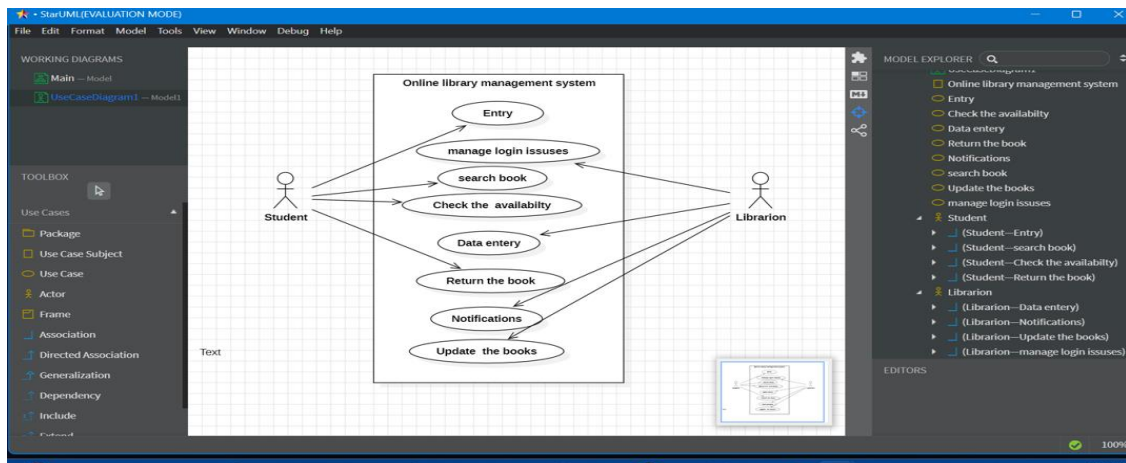 StarUML(EVALUATION MODE)
File Edit Format Model Tools View Window Debug Help
WORKING DIAGRAMS
Main — Model
UseCaseDiagram1 — Model1
TOOLBOX
Use Cases
Package
Use Case Subject
Use Case
Actor
Frame
Association
Directed Association
Generalization
Dependency
Include
Extend
Online library management system
Entry
manage login issuses
search book
Check the availabilty
Student
Librarion
Data entery
Return the book
Notifications
Update the books
Text
MODEL EXPLORER
UseCaseDiagram1
Online library management system
Entry
Check the availabilty
Data entery
Return the book
Notifications
search book
Update the books
manage login issuses
Student
(Student—Entry)
(Student—search book)
(Student—Check the availabilty)
(Student—Return the book)
Librarion
(Librarion—Data entery)
(Librarion—Notifications)
(Librarion—Update the books)
(Librarion—manage login issuses)
EDITORS
100%